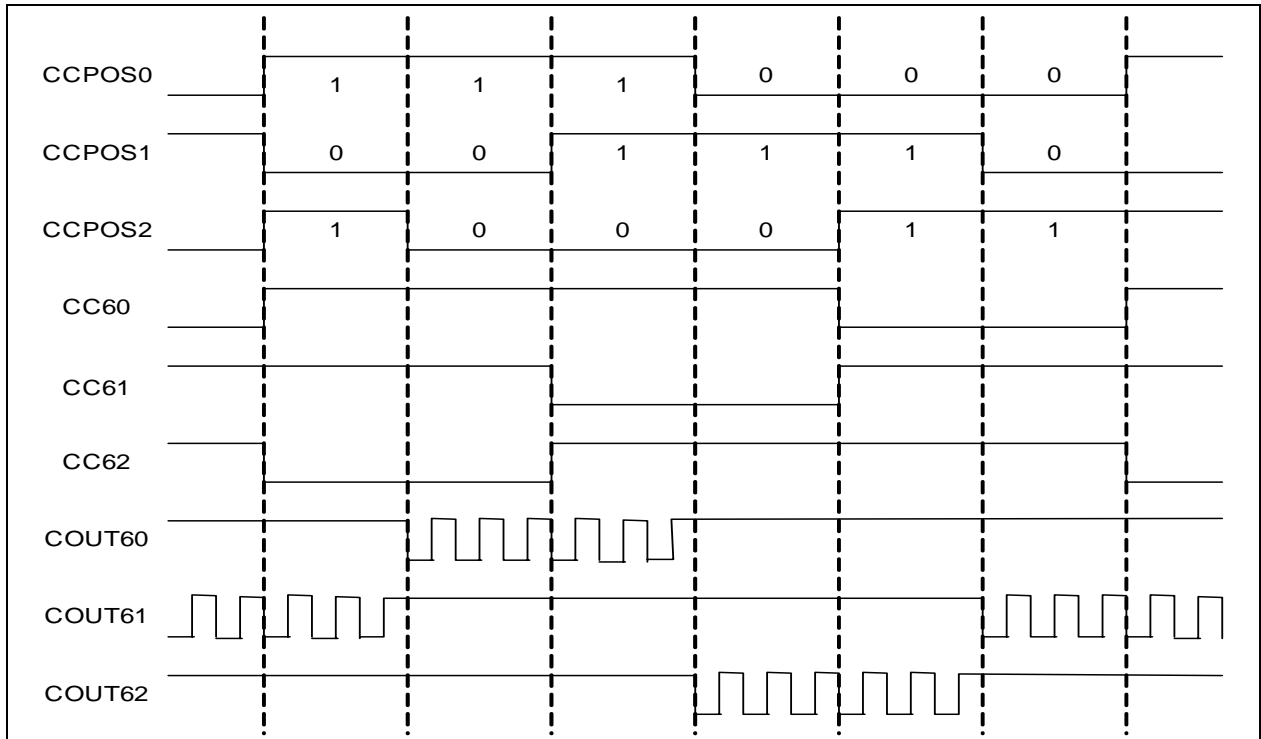 CCPOS0 1 1 1 0 0 0
CCPOS1 0 0 1 1 1 0
CCPOS2 1 0 0 0 1 1
CC60
CC61
CC62
COUT60
COUT61
COUT62